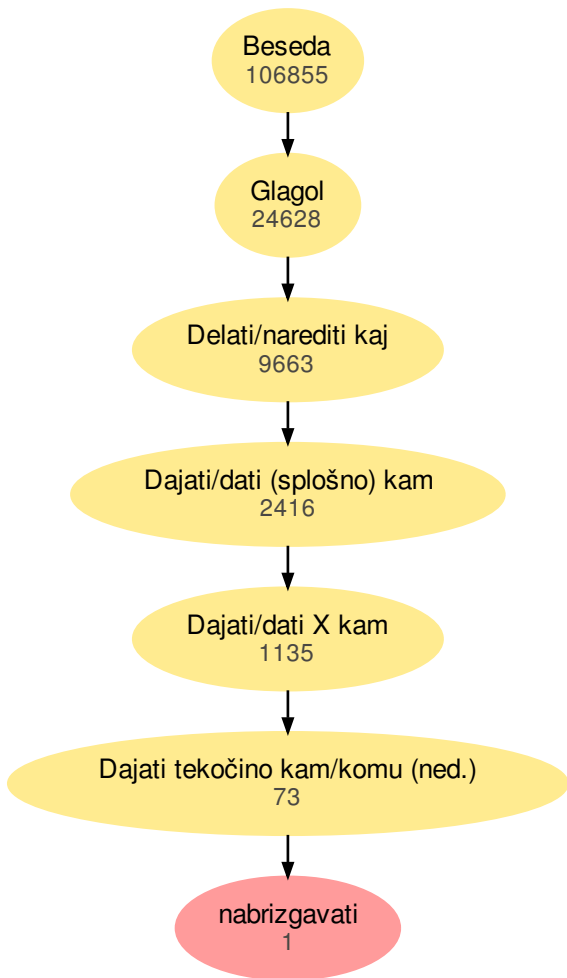 Beseda
106855
Glagol
24628
Delati/narediti kaj
9663
Dajati/dati (splošno) kam
2416
Dajati/dati X kam
1135
Dajati tekočino kam/komu (ned.)
73
nabrizgavati
1